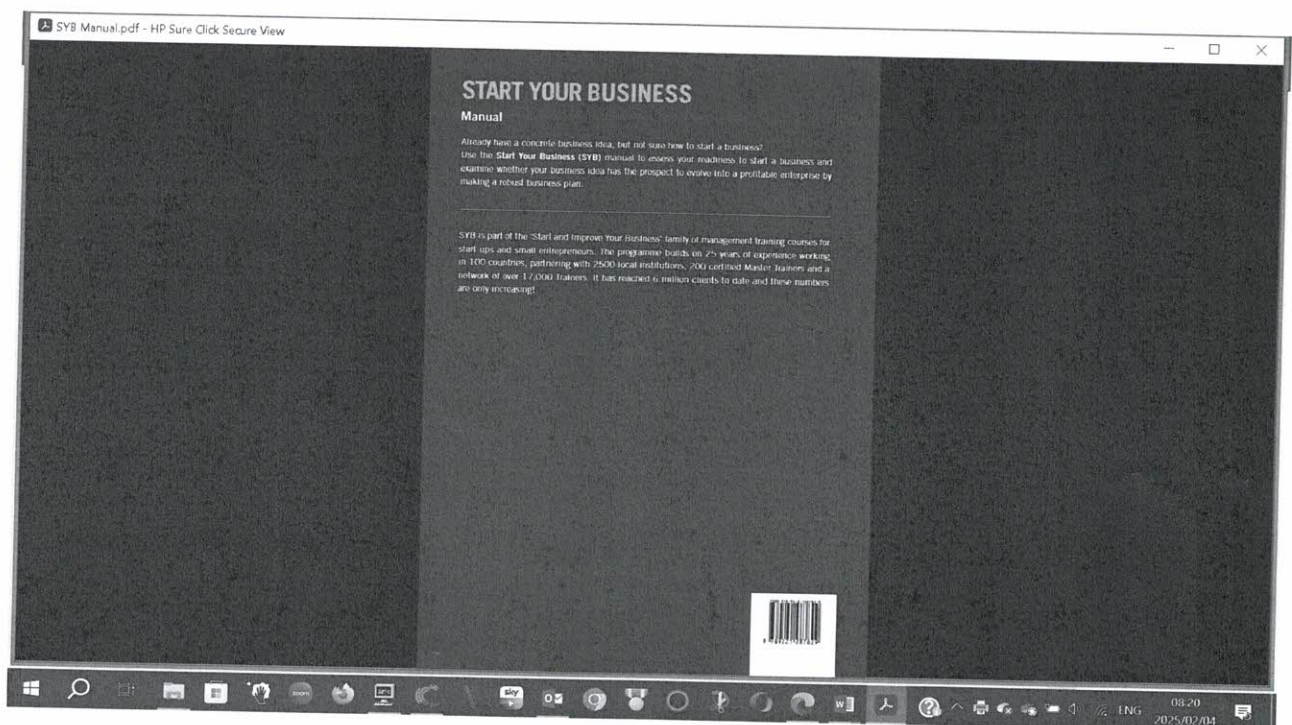 SYB Manual.pdf - HP Sure Click Secure View
START YOUR BUSINESS
Manual
Already have a concrete business idea, but not sure how to start a business?
Use the Start Your Business (SYB) manual to assess your readiness to start a business and
examine whether your business idea has the prospect to evolve into a profitable enterprise by
making a robust business plan.
SYB is part of the "Start and Improve Your Business" family of management training courses for
start ups and small entrepreneurs. The programme builds on 25 years of experience working
in 100 countries, partnering with 2500 local institutions, 200 certified Master Trainers and a
network of over 17,000 Trainers. It has reached 6 million clients to date and these numbers
are only increasing!
zoom
sky
ENG
08:20
2025/02/04